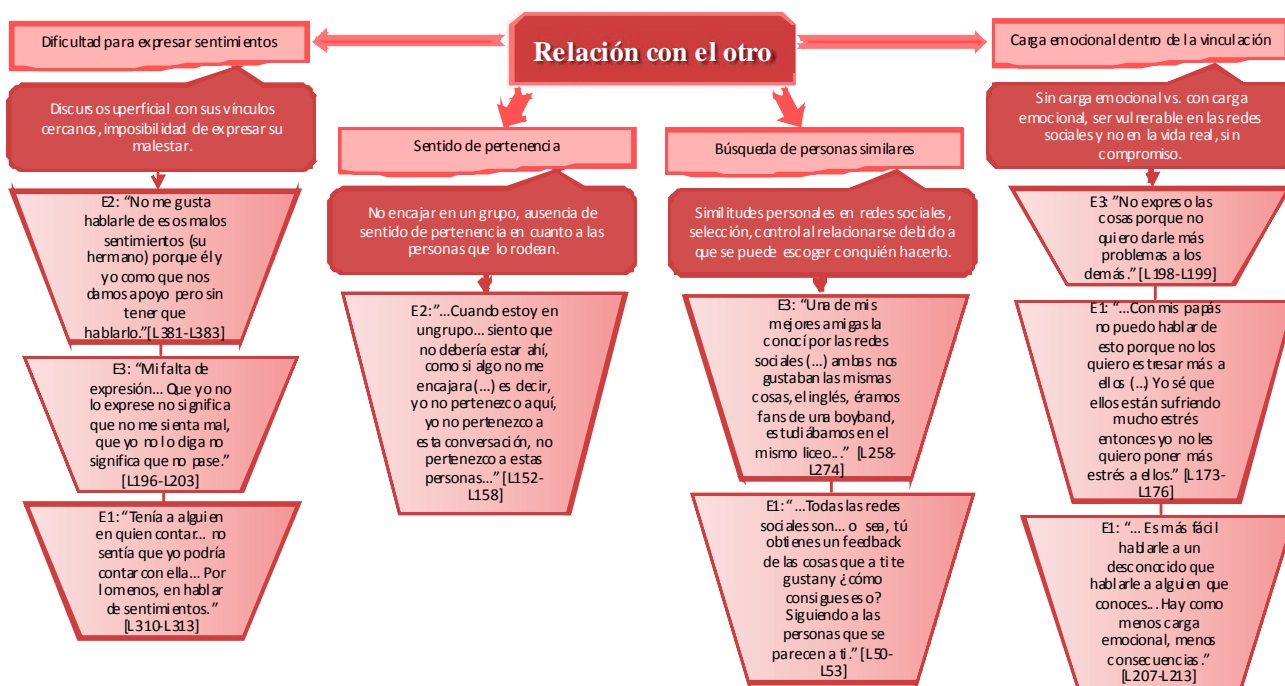 Relación con el otro
Dificultad para expresar sentimientos
Discurso superficial con sus vínculos
cercanos, imposibilidad de expresar su
malestar.
E2: “No me gusta
hablarle de esos malos
sentimientos (su
hermano) porque él y
yo como que nos
damos apoyo pero sin
tener que
hablarlo.”[L381-L383]
E3: “Mi falta de
expresión... Que yo no
lo exprese no significa
que no me sienta mal,
que yo no lo diga no
significa que no pase.”
[L196-L203]
E1: “Tenía a alguien
en quien contar... no
sentía que yo podría
contar con ella... Por
lo menos, en hablar
de sentimientos.”
[L310-L313]
Sentido de pertenencia
No encajar en un grupo, ausencia de
sentido de pertenencia en cuanto a las
personas que lo rodean.
E2: ”...Cuando estoy en
un grupo... siento que
no debería estar ahí,
como si algo no me
encajara (...) es decir,
yo no pertenezco aquí,
yo no pertenezco a
esta conversación, no
pertenezco a estas
personas...” [L152-
L158]
Búsqueda de personas similares
Similitudes personales en redes sociales,
selección, control al relacionarse debido a
que se puede escoger con quién hacerlo.
E3: “Una de mis
mejores amigas la
conocí por las redes
sociales (...) ambas nos
gustaban las mismas
cosas, el inglés, éramos
fans de una boyband,
estudiábamos en el
mismo liceo...” [L258-
L274]
E1: “...Todas las redes
sociales son... o sea, tú
obtienes un feedback
de las cosas que a ti te
gustan y ¿cómo
consigues eso?
Siguiendo a las
personas que se
parecen a ti.” [L50-
L53]
Carga emocional dentro de la vinculación
Sin carga emocional vs. con carga
emocional, ser vulnerable en las redes
sociales y no en la vida real, sin
compromiso.
E3: ”No expreso las
cosas porque no
quiero darle más
problemas a los
demás.” [L198-L199]
E1: “...Con mis papás
no puedo hablar de
esto porque no los
quiero estresar más a
ellos (...) Yo sé que
ellos están sufriendo
mucho estrés
entonces yo no les
quiero poner más
estrés a ellos.” [L173-
L176]
E1: “... Es más fácil
hablarle a un
desconocido que
hablarle a alguien que
conoces... Hay como
menos carga
emocional, menos
consecuencias.”
[L207-L213]